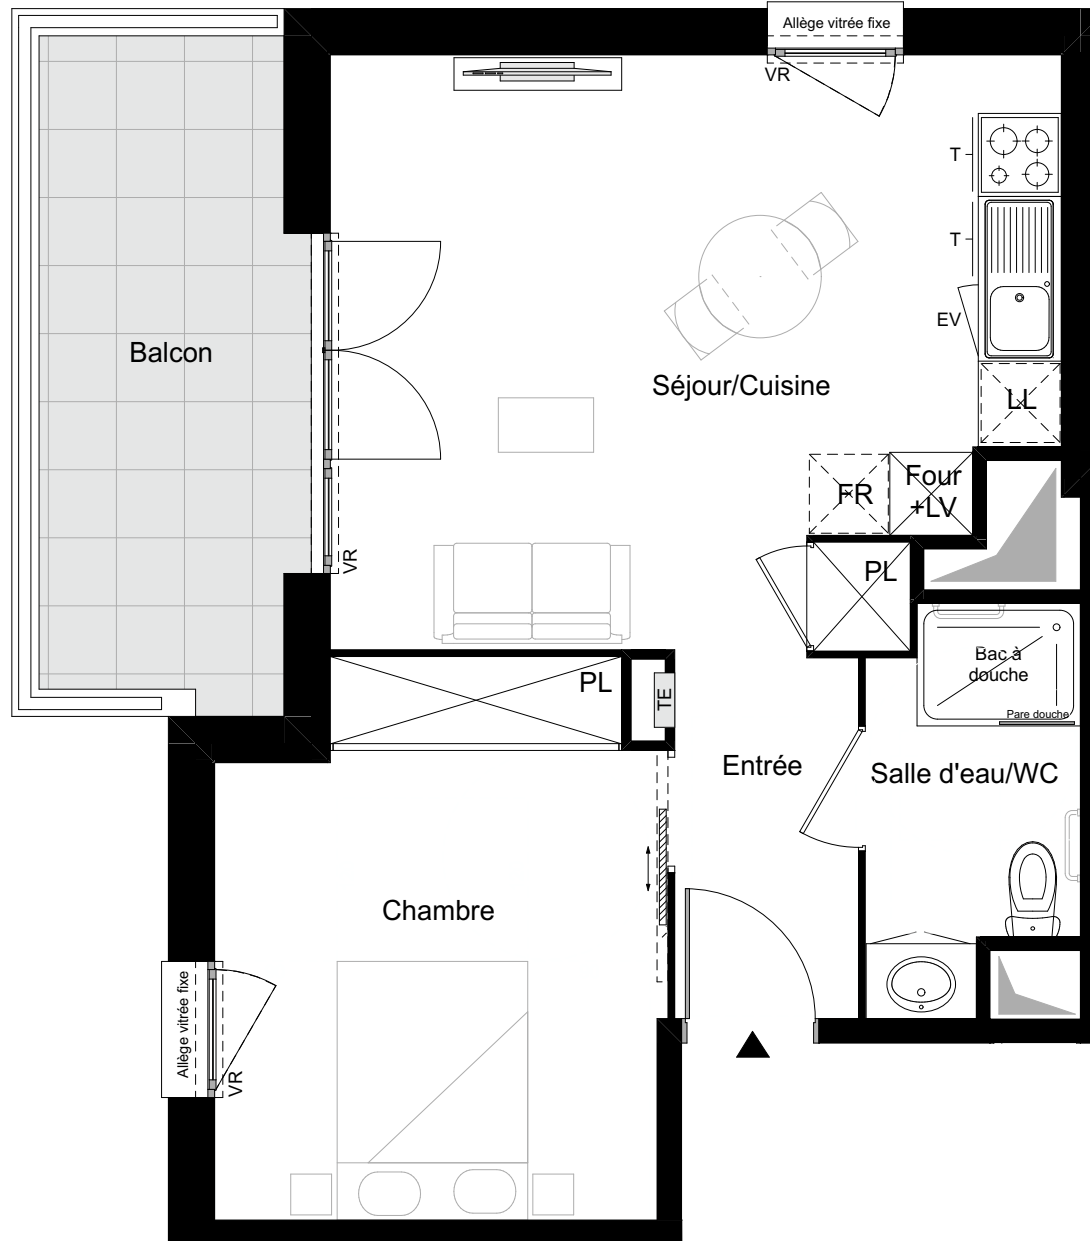 Allège vitrée fixe
VR
T
T
EV
Balcon
Séjour/Cuisine
LL
FR
Four
+LV
VR
PL
PL
TE
Bac à
douche
Pare douche
Entrée
Salle d'eau/WC
Chambre
Allège vitrée fixe
VR